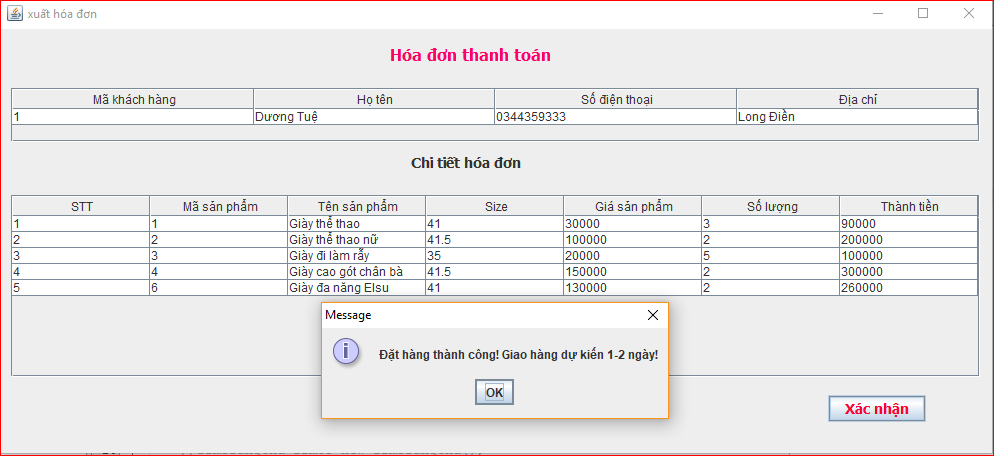 xuất hóa đơn
Hóa đơn thanh toán
Mã khách hàng Họ tên Số điện thoại Địa chỉ
1 Dương Tuệ 0344359333 Long Điền
Chi tiết hóa đơn
STT Mã sản phẩm Tên sản phẩm Size Giá sản phẩm Số lượng Thành tiền
1 1 Giày thể thao 41 30000 3 90000
2 2 Giày thể thao nữ 41.5 100000 2 200000
3 3 Giày đi làm rẫy 35 20000 5 100000
4 4 Giày cao gót chân bà 41.5 150000 2 300000
5 6 Giày đa năng Elsu 41 130000 2 260000
Message
Đặt hàng thành công! Giao hàng dự kiến 1-2 ngày!
OK
Xác nhận